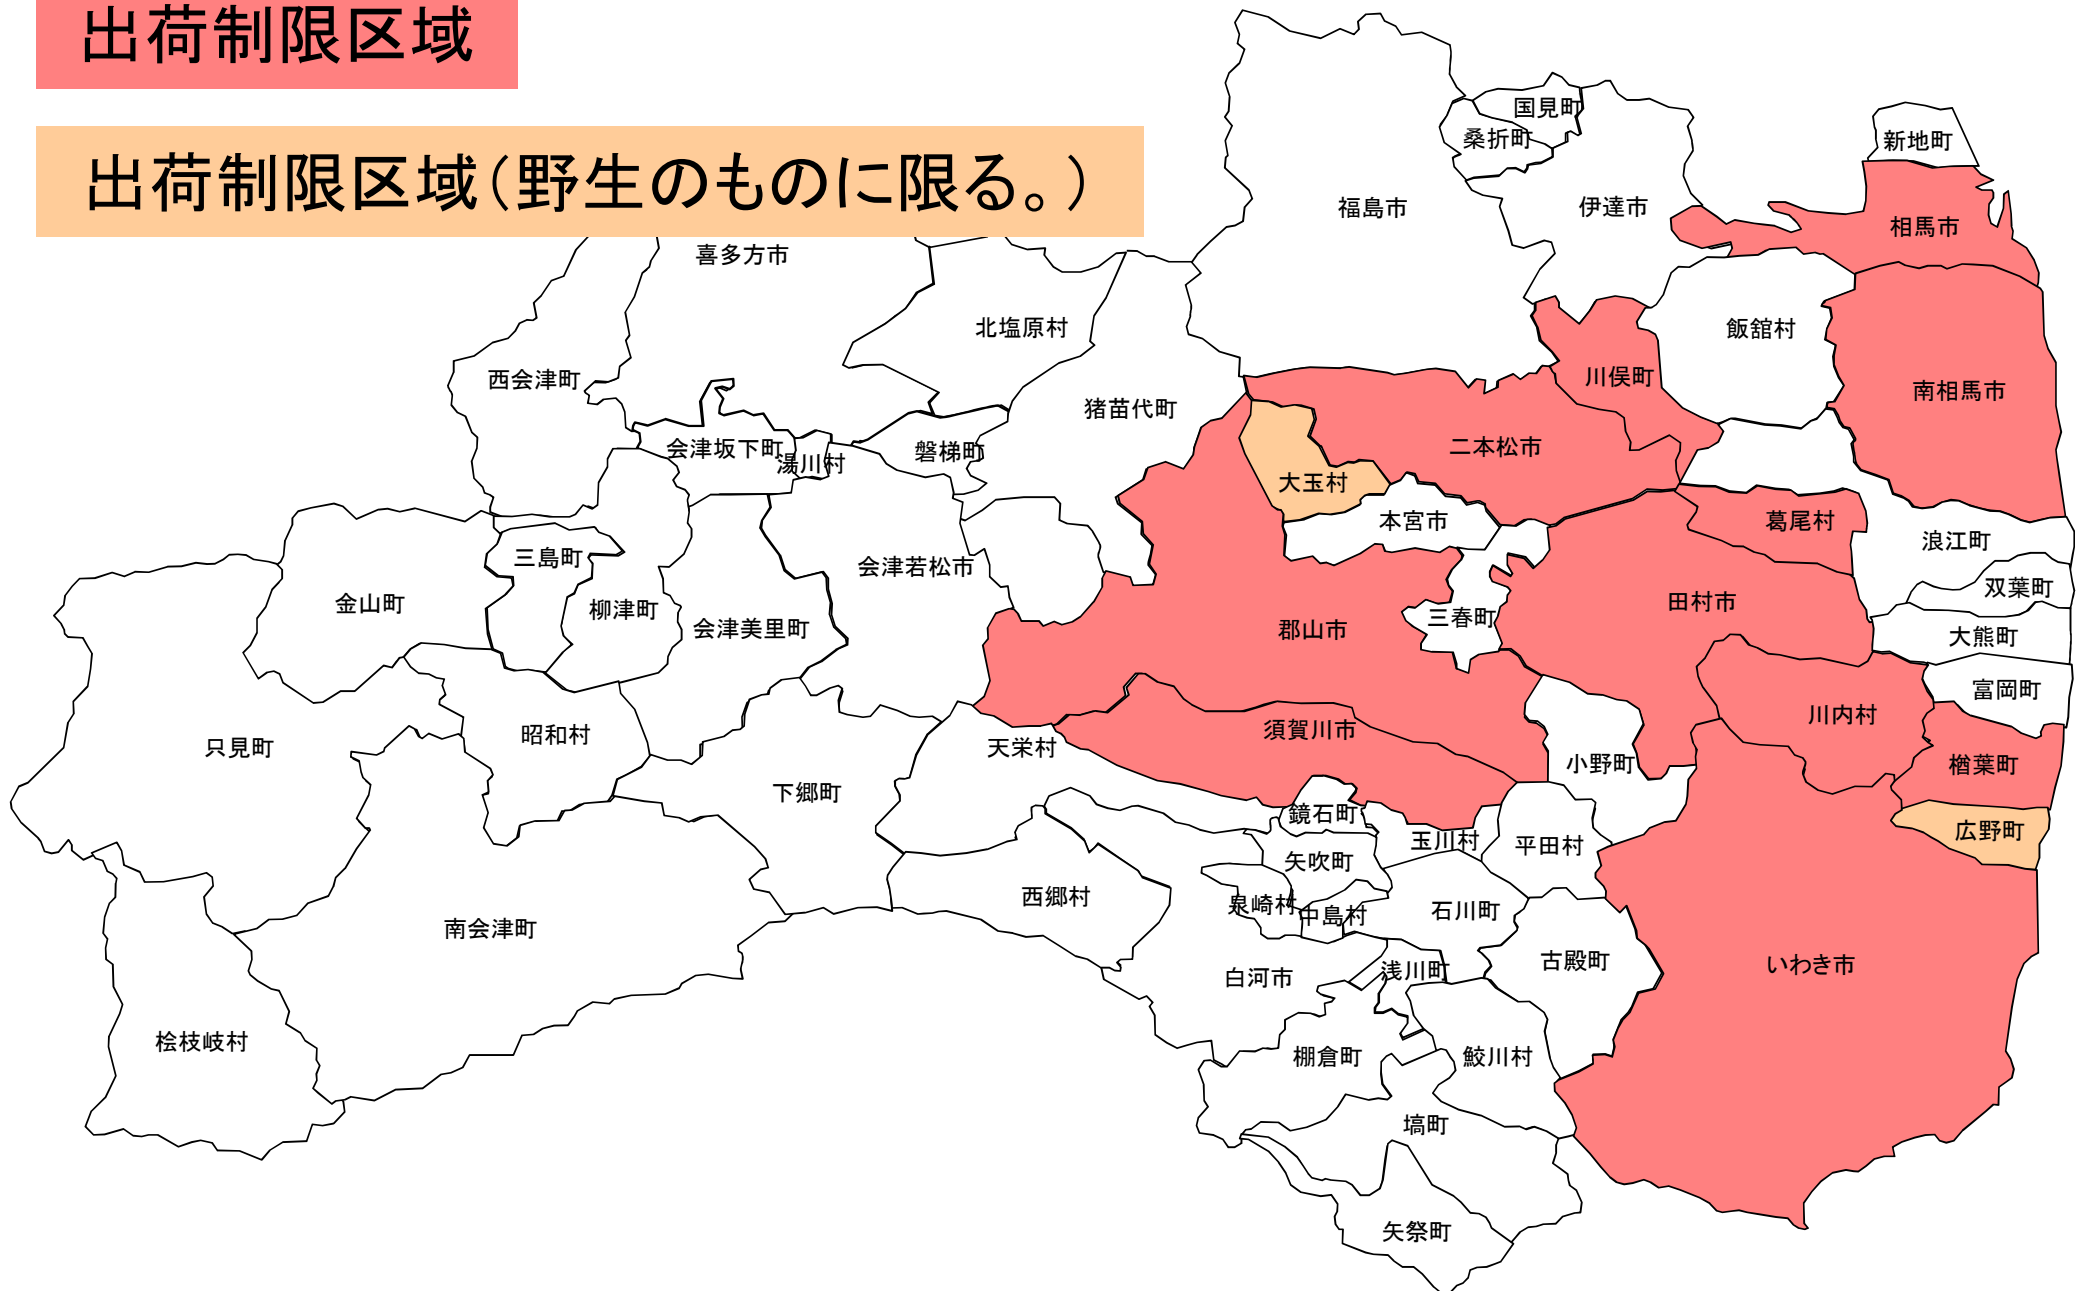 出荷制限区域
出荷制限区域（野生のものに限る。）
国見町
桑折町
新地町
福島市
伊達市
相馬市
喜多方市
北塩原村
飯舘村
西会津町
川俣町
南相馬市
猪苗代町
会津坂下町
湯川村
磐梯町
二本松市
大玉村
本宮市
葛尾村
浪江町
三島町
会津若松市
双葉町
金山町
柳津町
会津美里町
郡山市
三春町
田村市
大熊町
富岡町
只見町
昭和村
天栄村
須賀川市
川内村
小野町
楢葉町
下郷町
鏡石町
玉川村
平田村
広野町
矢吹町
西郷村
泉崎村
中島村
石川町
南会津町
古殿町
いわき市
白河市
浅川町
桧枝岐村
棚倉町
鮫川村
塙町
矢祭町